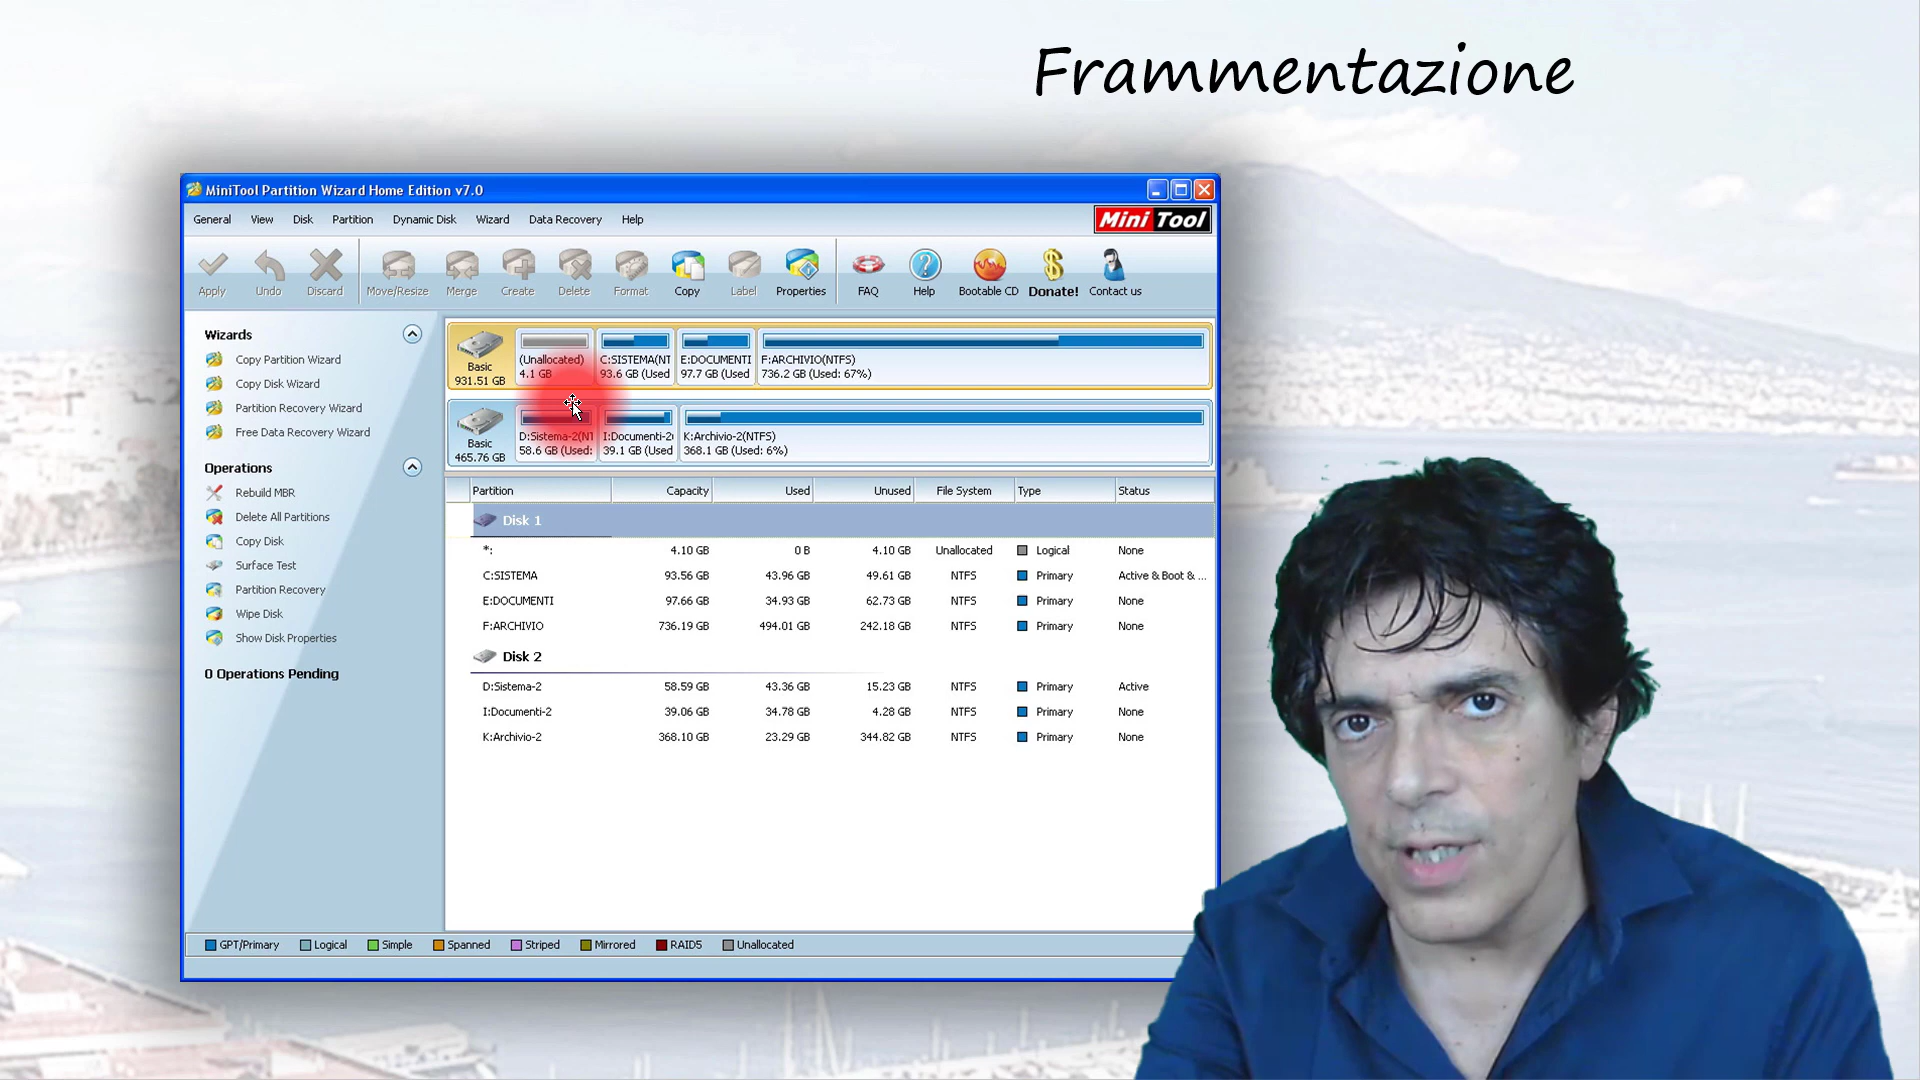 Frammentazione
MiniTool Partition Wizard Home Edition v7.0
General View Disk Partition Dynamic Disk Wizard Data Recovery Help
Mini Tool
Apply Undo Discard Move/Resize Merge Create Delete Format Copy Label Properties FAQ Help Bootable CD Donate! Contact us
Wizards
Copy Partition Wizard
Copy Disk Wizard
Partition Recovery Wizard
Free Data Recovery Wizard
Operations
Rebuild MBR
Delete All Partitions
Copy Disk
Surface Test
Partition Recovery
Wipe Disk
Show Disk Properties
0 Operations Pending
Basic
931.51 GB
(Unallocated)
4.1 GB
C:SISTEMA(NT
93.6 GB (Used
E:DOCUMENTI
97.7 GB (Used
F:ARCHIVIO(NTFS)
736.2 GB (Used: 67%)
Basic
465.76 GB
D:Sistema-2(NT
58.6 GB (Used:
I:Documenti-2(
39.1 GB (Used
K:Archivio-2(NTFS)
368.1 GB (Used: 6%)
Partition Capacity Used Unused File System Type Status
Disk 1
*: 4.10 GB 0 B 4.10 GB Unallocated Logical None
C:SISTEMA 93.56 GB 43.96 GB 49.61 GB NTFS Primary Active & Boot & ...
E:DOCUMENTI 97.66 GB 34.93 GB 62.73 GB NTFS Primary None
F:ARCHIVIO 736.19 GB 494.01 GB 242.18 GB NTFS Primary None
Disk 2
D:Sistema-2 58.59 GB 43.36 GB 15.23 GB NTFS Primary Active
I:Documenti-2 39.06 GB 34.78 GB 4.28 GB NTFS Primary None
K:Archivio-2 368.10 GB 23.29 GB 344.82 GB NTFS Primary None
GPT/Primary Logical Simple Spanned Striped Mirrored RAID5 Unallocated